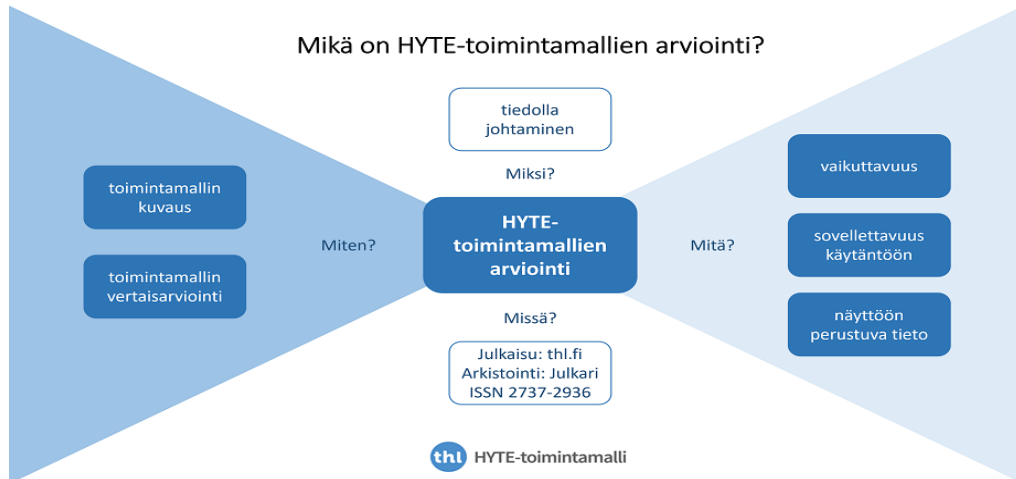 Mikä on HYTE-toimintamallien arviointi?
tiedolla
johtaminen
Miksi?
toimintamallin
kuvaus
toimintamallin
vertaisarviointi
Miten?
HYTE-
toimintamallien
arviointi
Mitä?
vaikuttavuus
sovellettavuus
käytäntöön
näyttöön
perustuva tieto
Missä?
Julkaisu: thl.fi
Arkistointi: Julkari
ISSN 2737-2936
thl HYTE-toimintamalli